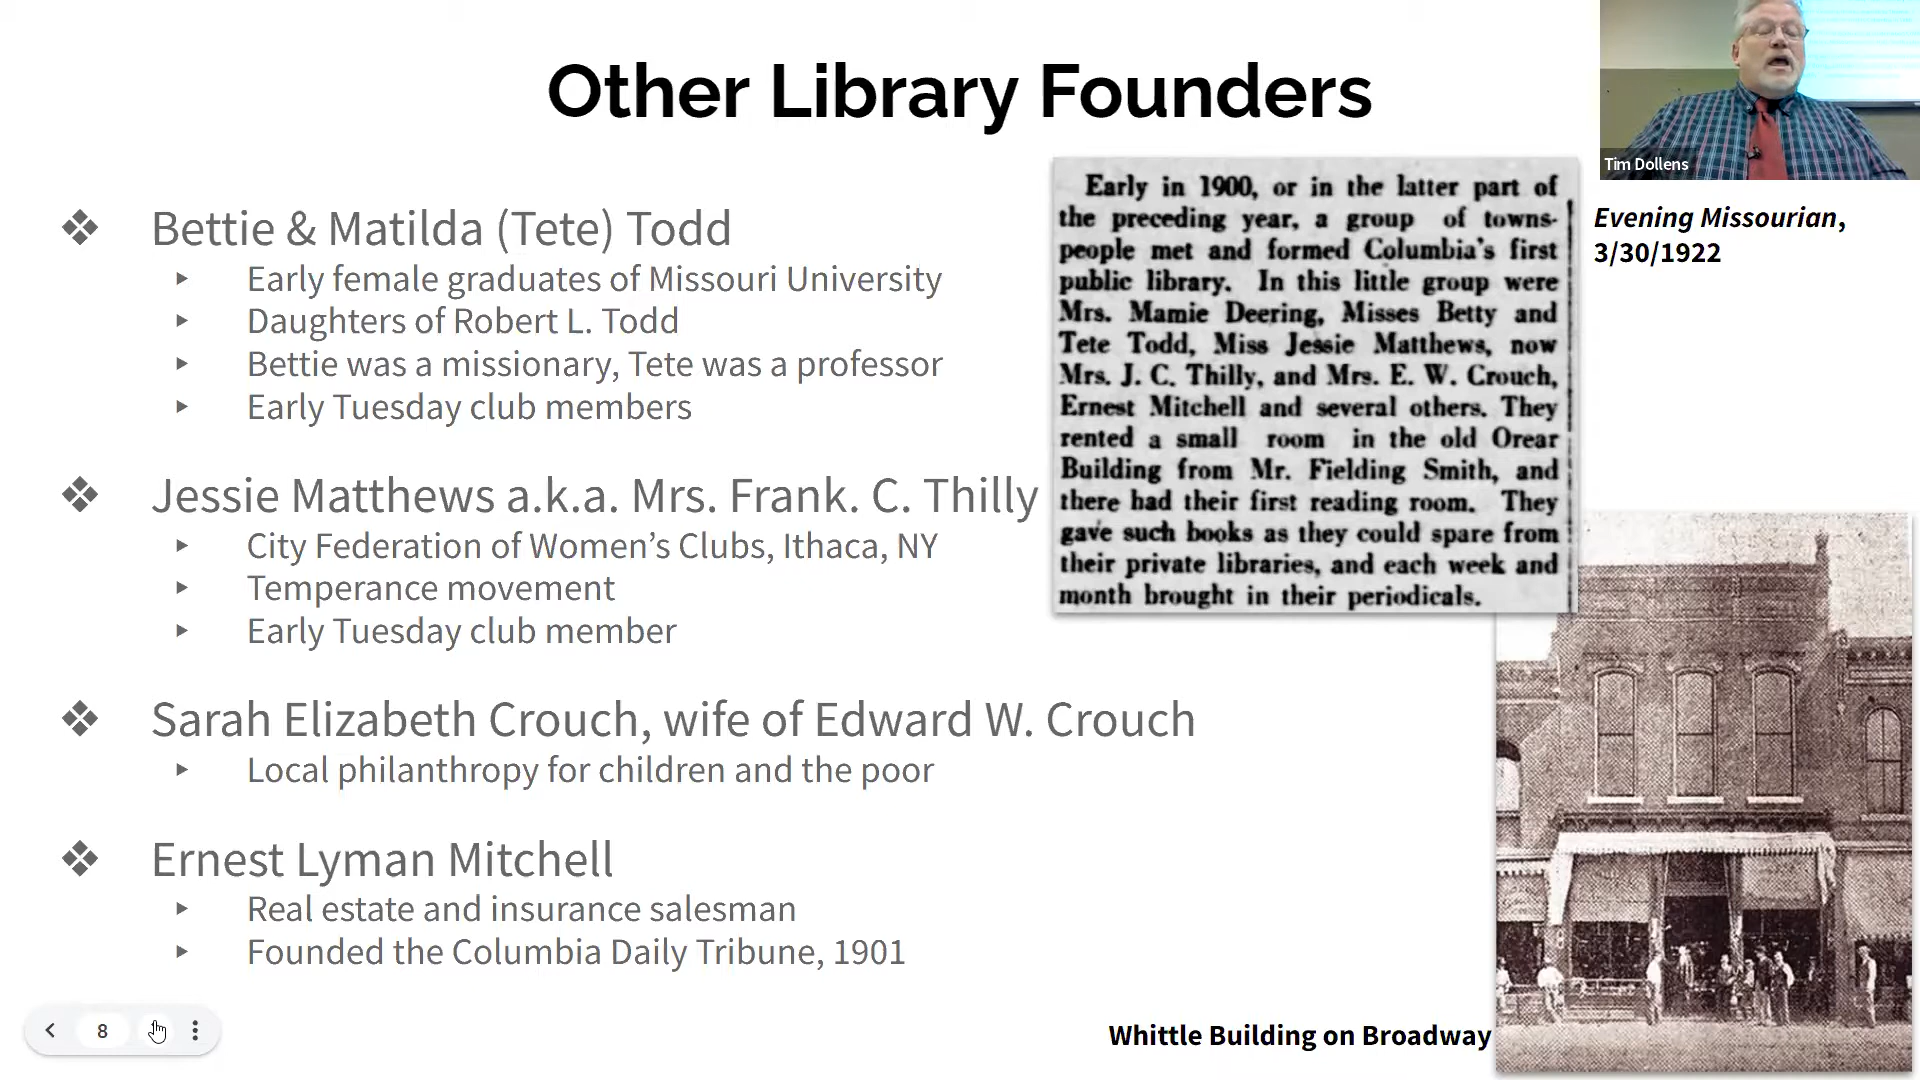 Other Library Founders
Tim Dollens
❖ Bettie & Matilda (Tete) Todd
▸ Early female graduates of Missouri University
▸ Daughters of Robert L. Todd
▸ Bettie was a missionary, Tete was a professor
▸ Early Tuesday club members
❖ Jessie Matthews a.k.a. Mrs. Frank. C. Thilly
▸ City Federation of Women’s Clubs, Ithaca, NY
▸ Temperance movement
▸ Early Tuesday club member
❖ Sarah Elizabeth Crouch, wife of Edward W. Crouch
▸ Local philanthropy for children and the poor
❖ Ernest Lyman Mitchell
▸ Real estate and insurance salesman
▸ Founded the Columbia Daily Tribune, 1901
Early in 1900, or in the latter part of
the preceding year, a group of towns-
people met and formed Columbia's first
public library. In this little group were
Mrs. Mamie Deering, Misses Betty and
Tete Todd, Miss Jessie Matthews, now
Mrs. J. C. Thilly, and Mrs. E. W. Crouch,
Ernest Mitchell and several others. They
rented a small room in the old Orear
Building from Mr. Fielding Smith, and
there had their first reading room. They
gave such books as they could spare from
their private libraries, and each week and
month brought in their periodicals.
Evening Missourian,
3/30/1922
Whittle Building on Broadway
8